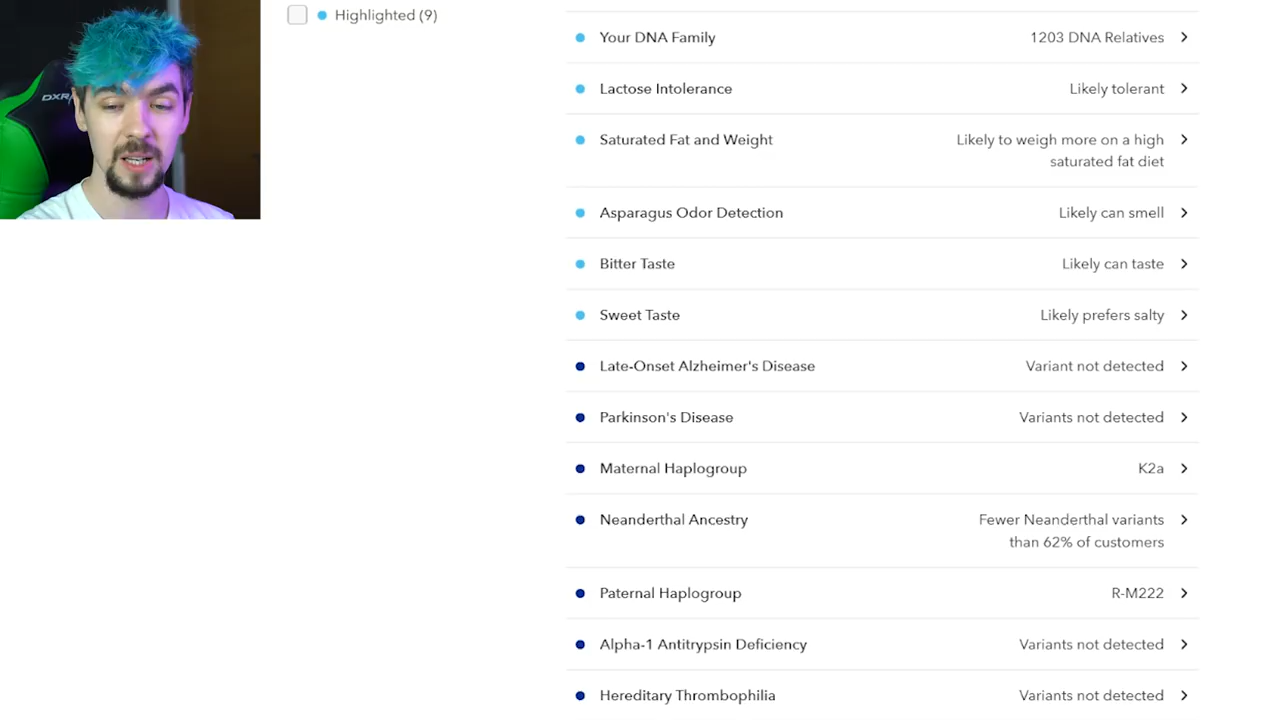 Highlighted (9)
DXR
Your DNA Family 1203 DNA Relatives
Lactose Intolerance Likely tolerant
Saturated Fat and Weight Likely to weigh more on a high
saturated fat diet
Asparagus Odor Detection Likely can smell
Bitter Taste Likely can taste
Sweet Taste Likely prefers salty
Late-Onset Alzheimer's Disease Variant not detected
Parkinson's Disease Variants not detected
Maternal Haplogroup K2a
Neanderthal Ancestry Fewer Neanderthal variants
than 62% of customers
Paternal Haplogroup R-M222
Alpha-1 Antitrypsin Deficiency Variants not detected
Hereditary Thrombophilia Variants not detected